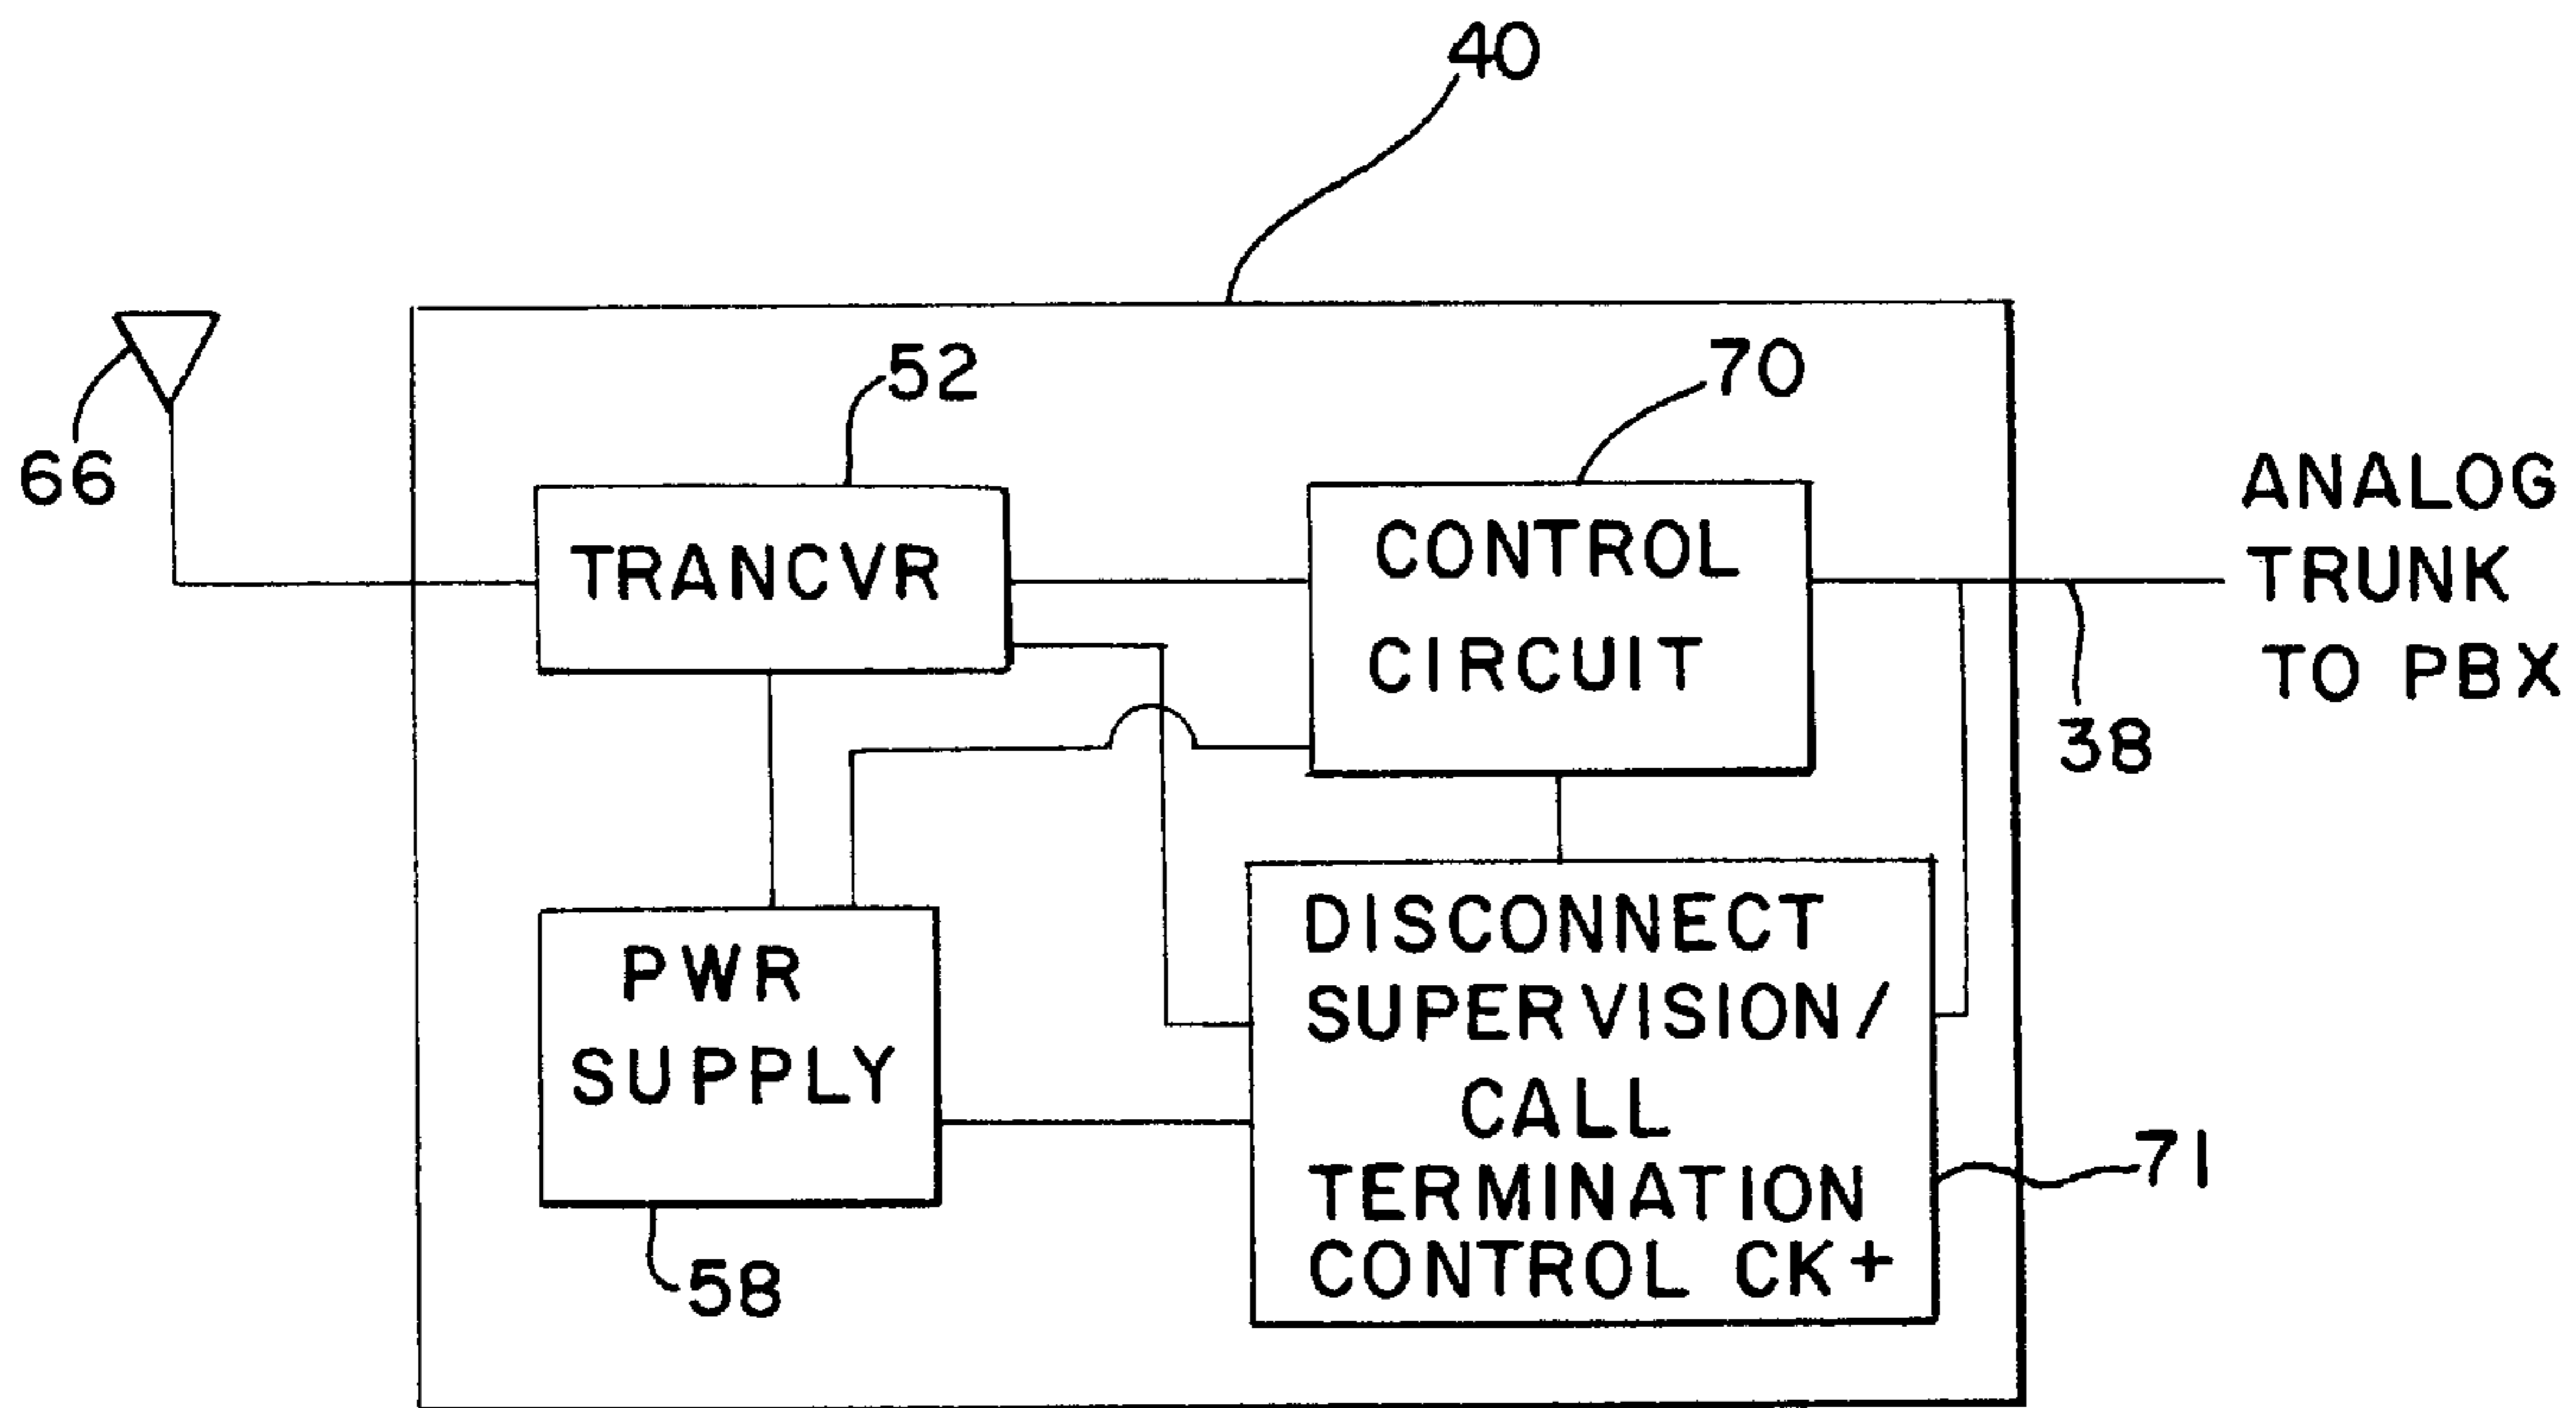 40
66
52
70
TRANCVR
CONTROL
CIRCUIT
ANALOG
TRUNK
TO PBX
38
PWR
SUPPLY
58
DISCONNECT
SUPERVISION/
CALL
TERMINATION
CONTROL CK+
71